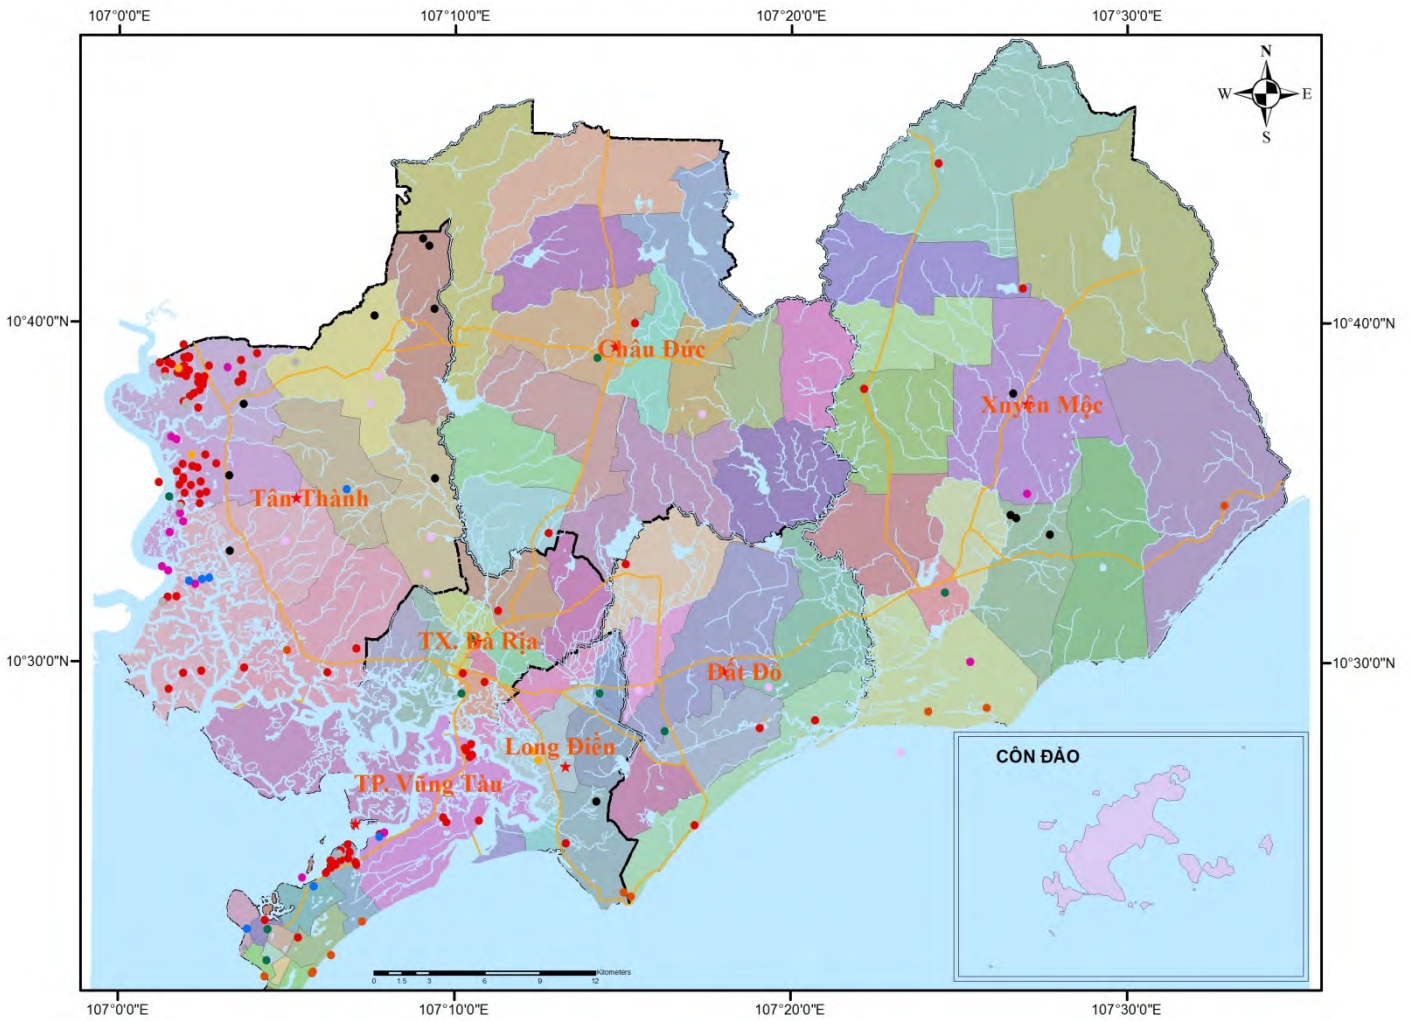 107°0'0"E 107°10'0"E 107°20'0"E 107°30'0"E
N
W E
S
10°40'0"N 10°40'0"N
Châu Đức
Xuyên Mộc
Tân Thành
TX. Bà Rịa
10°30'0"N 10°30'0"N
Đất Đỏ
Long Điền
CÔN ĐẢO
TP. Vũng Tàu
Kilometers
0 1.5 3 6 9 12
107°0'0"E 107°10'0"E 107°20'0"E 107°30'0"E